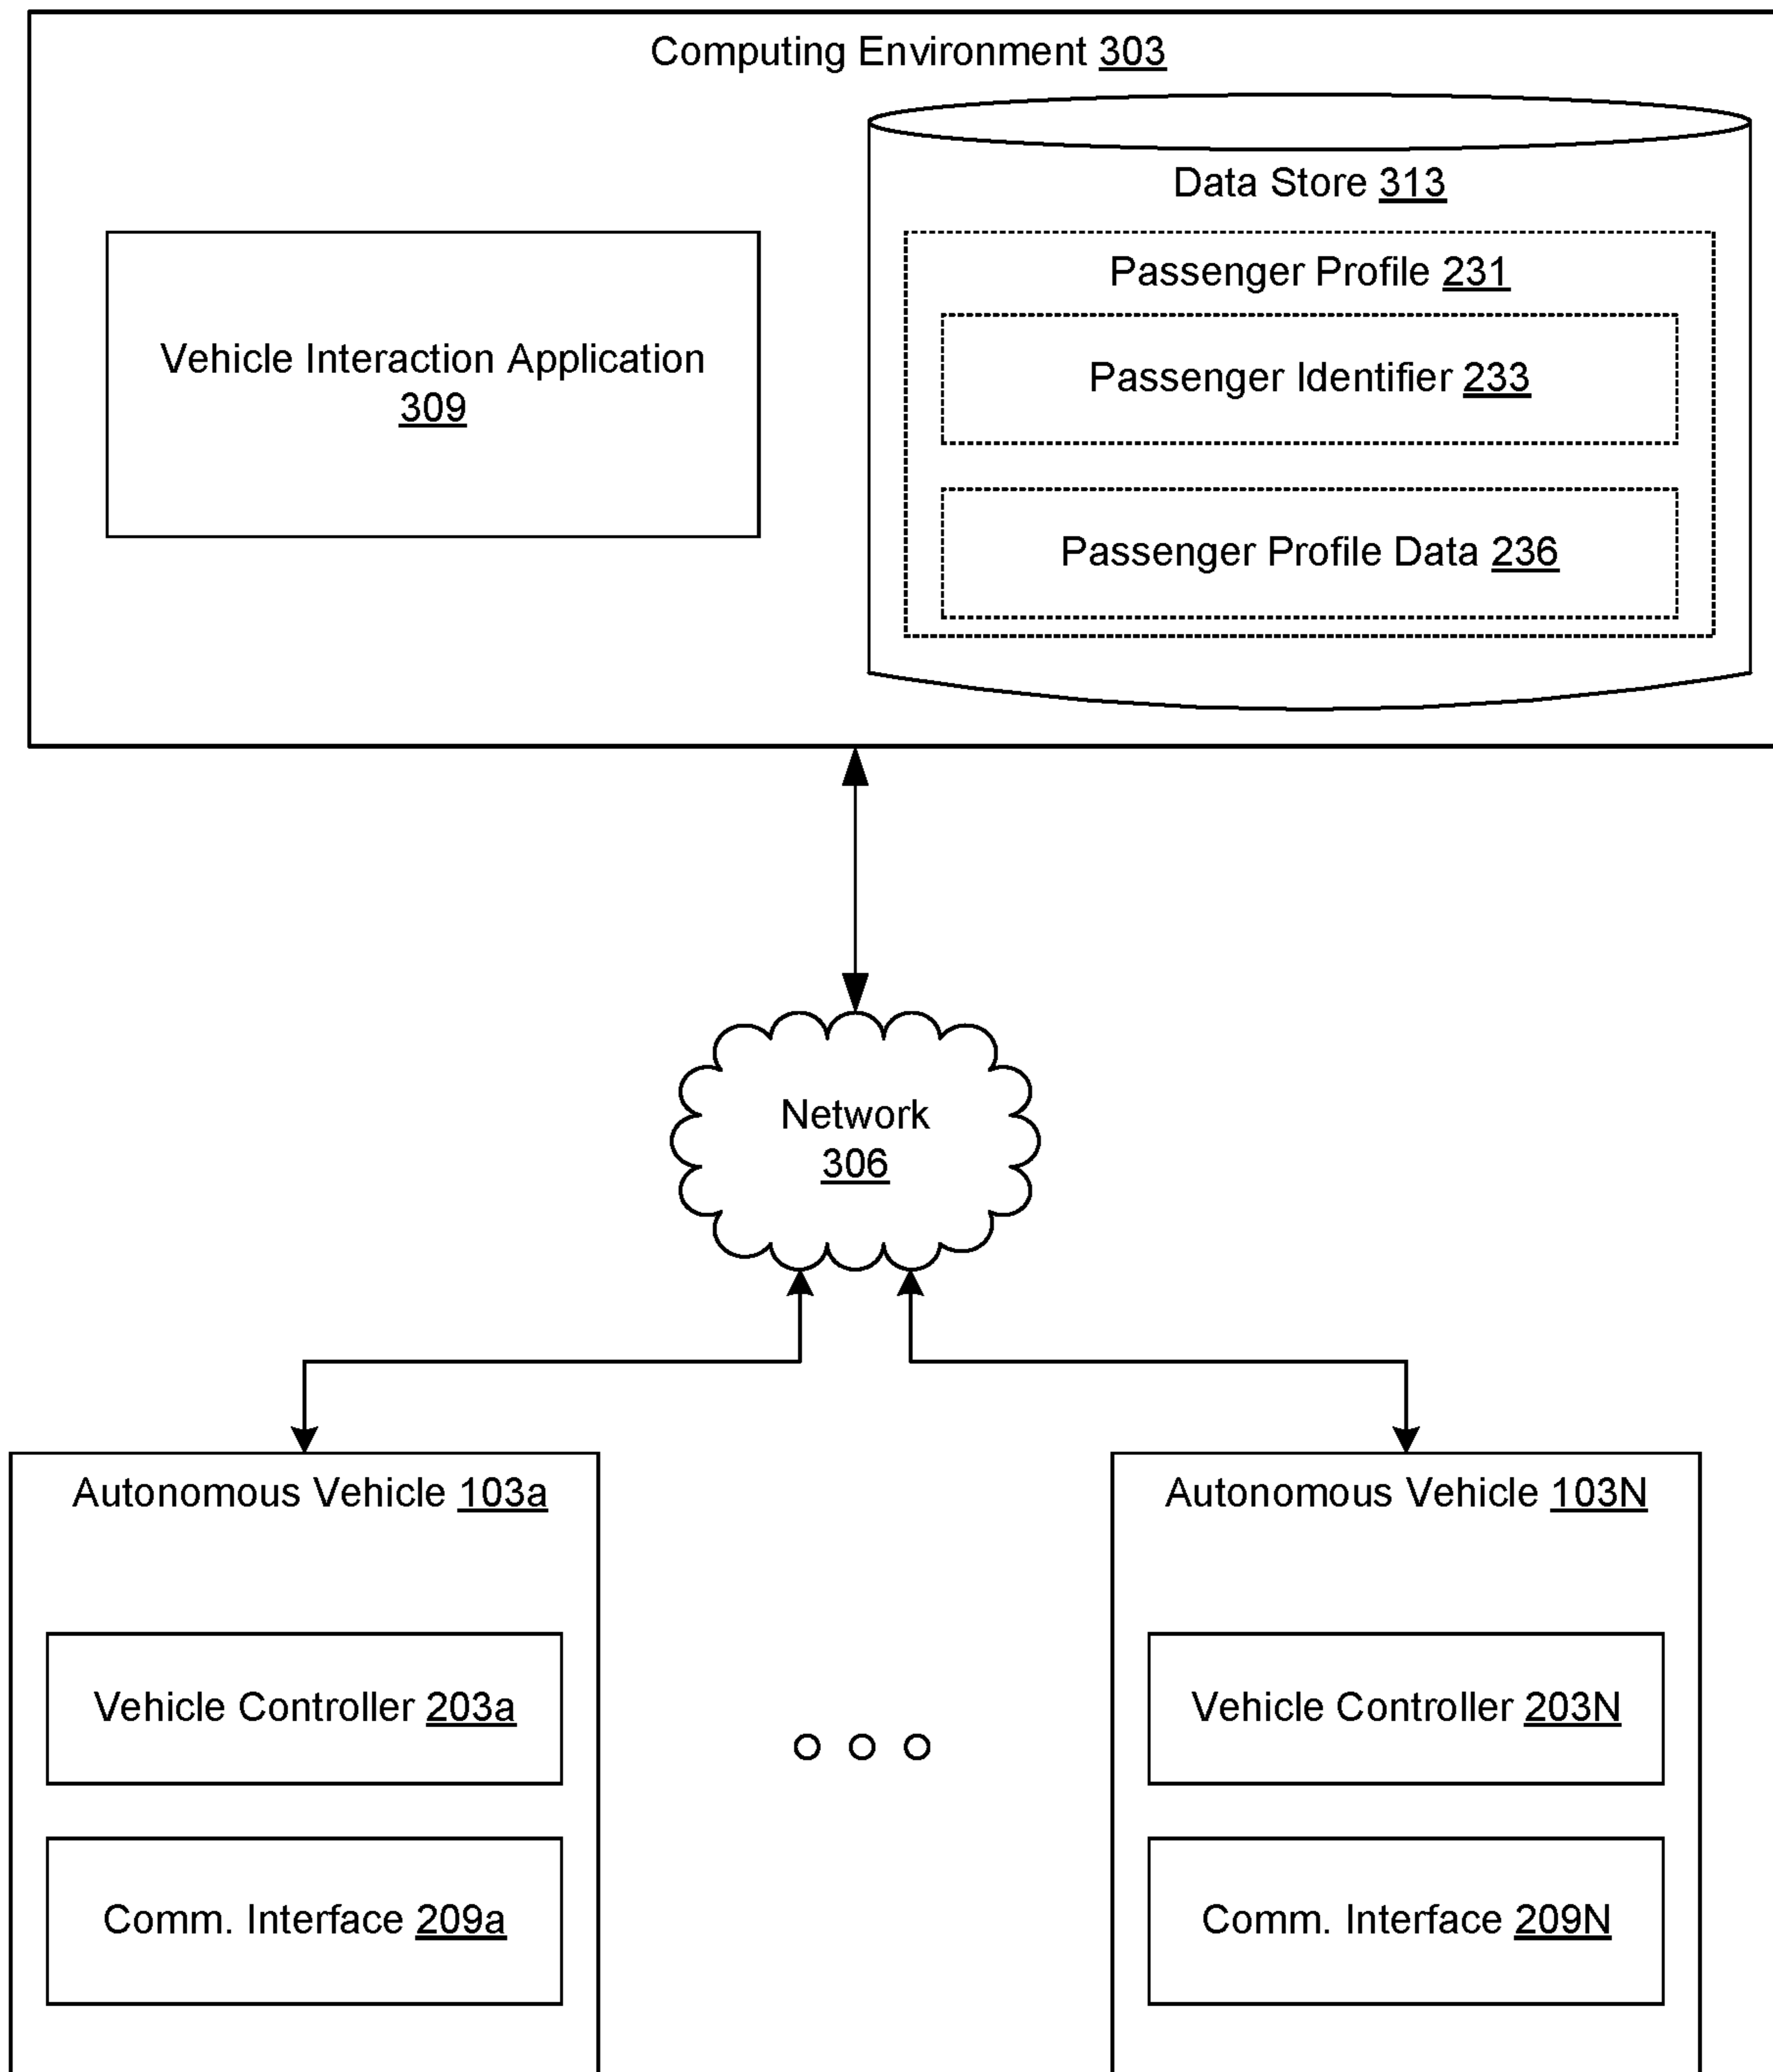 Computing Environment 303
Data Store 313
Passenger Profile 231
Vehicle Interaction Application
309
Passenger Identifier 233
Passenger Profile Data 236
Network
306
Autonomous Vehicle 103a
Vehicle Controller 203a
Comm. Interface 209a
Autonomous Vehicle 103N
Vehicle Controller 203N
Comm. Interface 209N